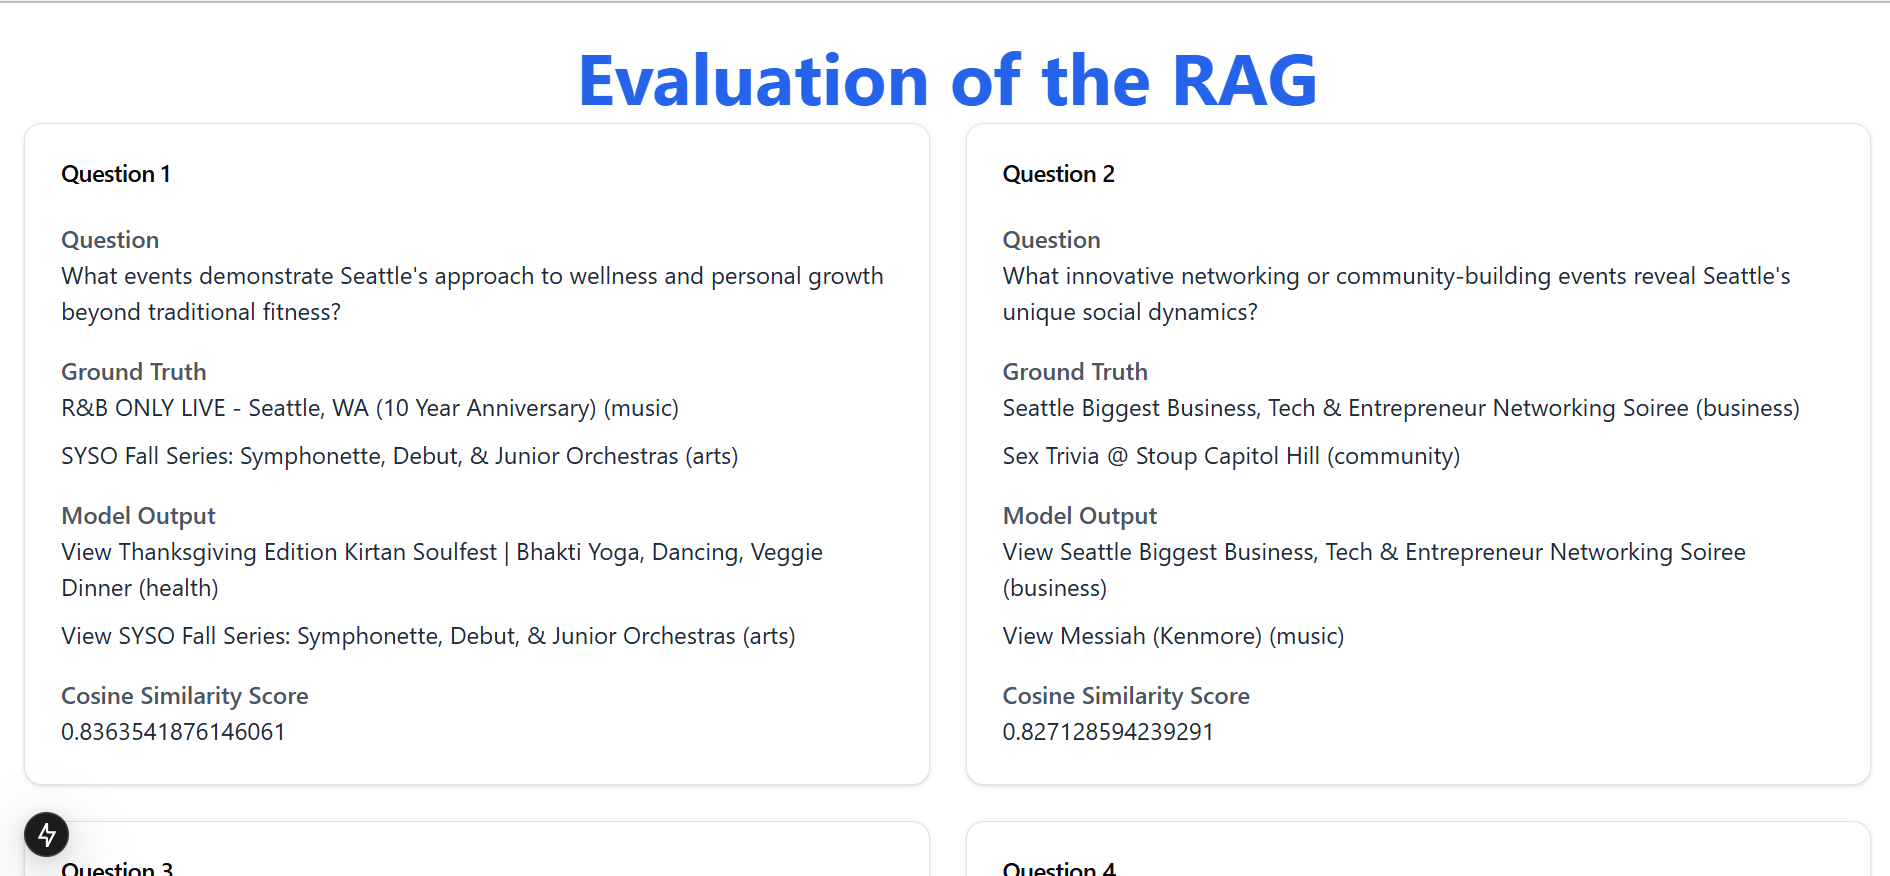 Evaluation of the RAG
Question 1
Question
What events demonstrate Seattle's approach to wellness and personal growth
beyond traditional fitness?
Ground Truth
R&B ONLY LIVE - Seattle, WA (10 Year Anniversary) (music)
SYSO Fall Series: Symphonette, Debut, & Junior Orchestras (arts)
Model Output
View Thanksgiving Edition Kirtan Soulfest | Bhakti Yoga, Dancing, Veggie
Dinner (health)
View SYSO Fall Series: Symphonette, Debut, & Junior Orchestras (arts)
Cosine Similarity Score
0.8363541876146061
Question 2
Question
What innovative networking or community-building events reveal Seattle's
unique social dynamics?
Ground Truth
Seattle Biggest Business, Tech & Entrepreneur Networking Soiree (business)
Sex Trivia @ Stoup Capitol Hill (community)
Model Output
View Seattle Biggest Business, Tech & Entrepreneur Networking Soiree
(business)
View Messiah (Kenmore) (music)
Cosine Similarity Score
0.827128594239291
Question 3
Question 4